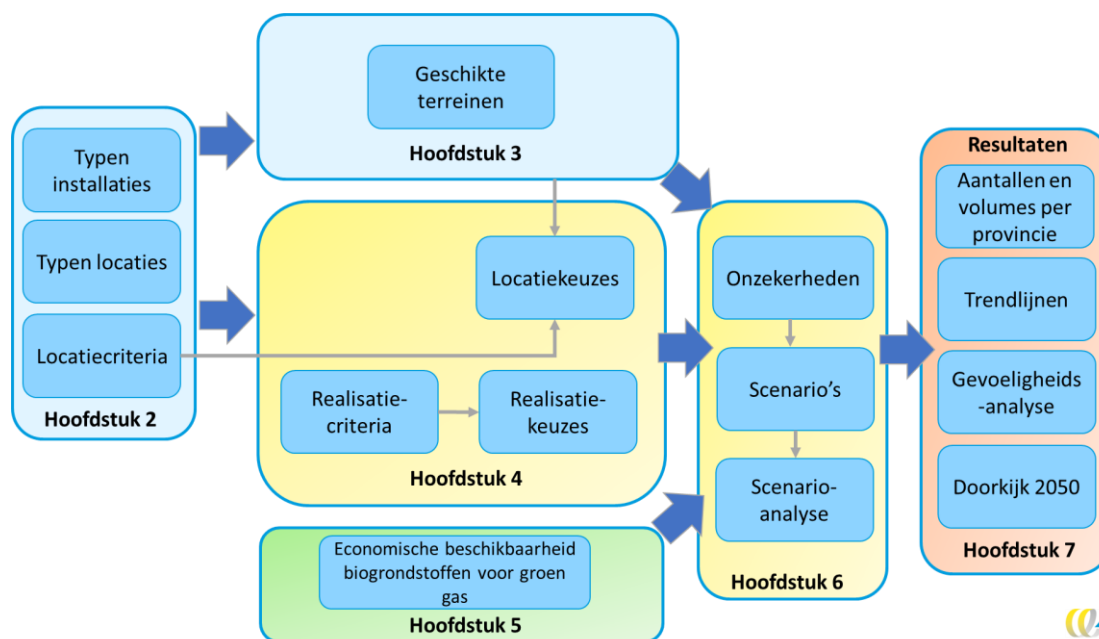 Typen
installaties
Typen locaties
Locatiecriteria
Hoofdstuk 2
Geschikte
terreinen
Hoofdstuk 3
Locatiekeuzes
Realisatie-
criteria
Realisatie-
keuzes
Hoofdstuk 4
Economische beschikbaarheid
biogrondstoffen voor groen
gas
Hoofdstuk 5
Onzekerheden
Scenario's
Scenario-
analyse
Hoofdstuk 6
Resultaten
Aantallen en
volumes per
provincie
Trendlijnen
Gevoeligheids
-analyse
Doorkijk 2050
Hoofdstuk 7